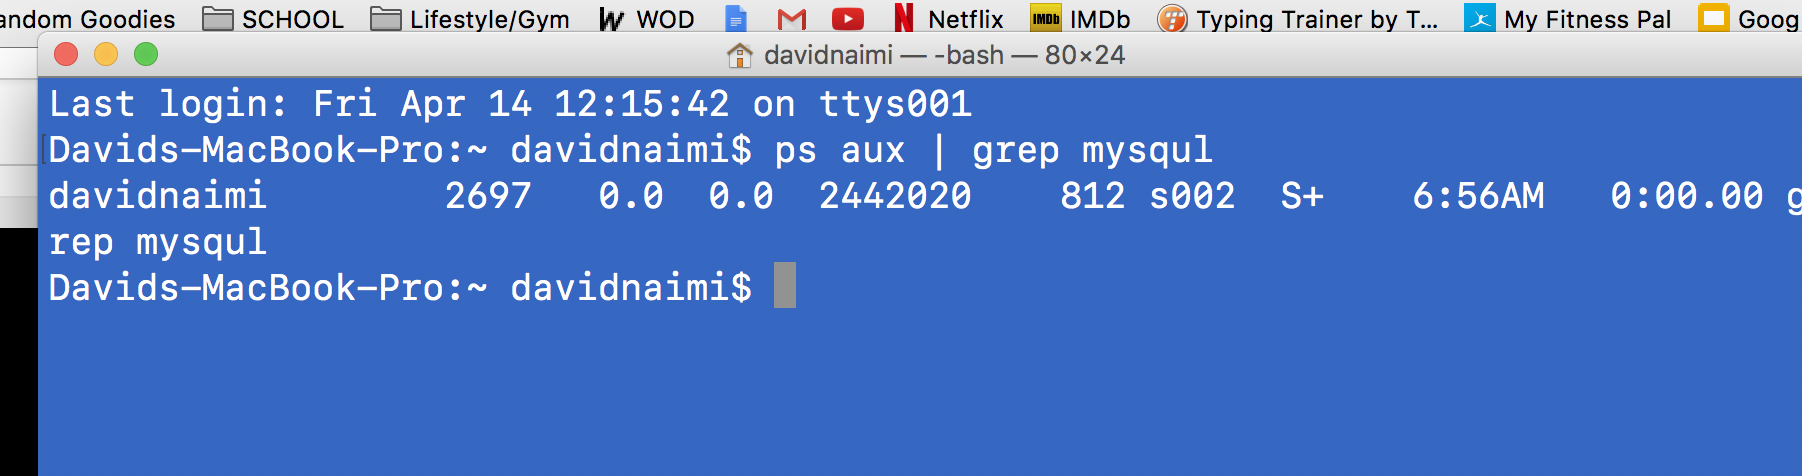 andom Goodies SCHOOL Lifestyle/Gym WOD Netflix IMDb IMDb Typing Trainer by T... My Fitness Pal Goog
davidnaimi — -bash — 80×24
Last login: Fri Apr 14 12:15:42 on ttys001
[Davids-MacBook-Pro:~ davidnaimi$ ps aux | grep mysqul
davidnaimi 2697 0.0 0.0 2442020 812 s002 S+ 6:56AM 0:00.00 g
rep mysqul
Davids-MacBook-Pro:~ davidnaimi$